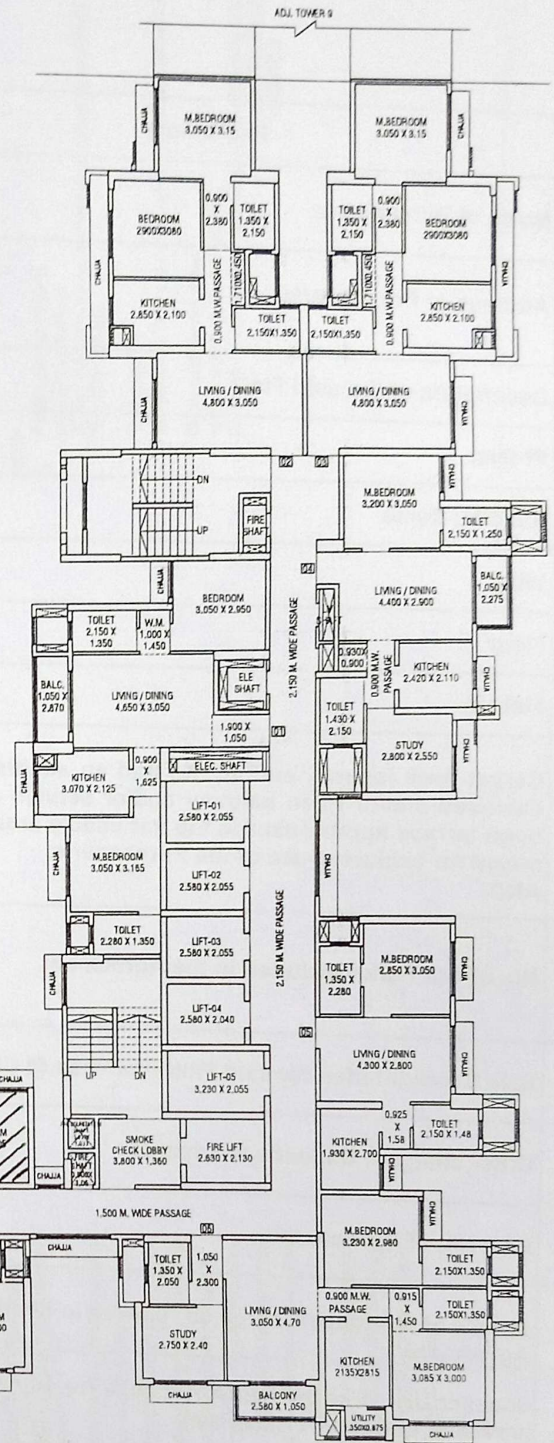 ADJ. TOWER 9
M.BEDROOM
3.050 X 3.15
M.BEDROOM
3.050 X 3.15
CHAJJA
CHAJJA
BEDROOM
2900X3080
0.900
X
2.380
TOILET
1.350 X
2.150
TOILET
1.350 X
2.150
0.900
X
2.380
BEDROOM
2900X3080
CHAJJA
CHAJJA
KITCHEN
2.850 X 2.100
0.900 M.W.PASSAGE
1.710X0.450
1.710X0.450
0.900 M.W.PASSAGE
KITCHEN
2.850 X 2.100
TOILET
2.150X1.350
TOILET
2.150X1.350
CHAJJA
LIVING / DINING
4.800 X 3.050
LIVING / DINING
4.800 X 3.050
CHAJJA
02
03
DN
UP
FIRE
SHAFT
M.BEDROOM
3.200 X 3.050
CHAJJA
TOILET
2.150 X 1.250
04
CHAJJA
BEDROOM
3.050 X 2.950
2.150 M. WIDE PASSAGE
LIVING / DINING
4.400 X 2.900
BALC.
1.050 X
2.275
TOILET
2.150 X
1.350
W.M.
1.000 X
1.450
0.930X
0.900
0.900 M.W.
PASSAGE
KITCHEN
2.420 X 2.110
CHAJJA
BALC.
1.050 X
2.870
LIVING / DINING
4.650 X 3.050
ELE
SHAFT
1.900 X
1.050
01
TOILET
1.430 X
2.150
STUDY
2.800 X 2.550
CHAJJA
ELEC. SHAFT
CHAJJA
KITCHEN
3.070 X 2.125
0.900
X
1.625
LIFT-01
2.580 X 2.055
CHAJJA
M.BEDROOM
3.050 X 3.165
LIFT-02
2.580 X 2.055
CHAJJA
2.150 M. WIDE PASSAGE
TOILET
2.280 X 1.350
LIFT-03
2.580 X 2.055
TOILET
1.350 X
2.280
M.BEDROOM
2.850 X 3.050
CHAJJA
CHAJJA
LIFT-04
2.580 X 2.040
05
LIVING / DINING
4.300 X 2.800
CHAJJA
UP
DN
LIFT-05
3.230 X 2.055
CHAJJA
KITCHEN
1.930 X 2.700
0.925
X
1.58
TOILET
2.150 X 1.48
SMOKE
CHECK LOBBY
3.800 X 1.360
FIRE LIFT
2.630 X 2.130
CHAJJA
CHAJJA
1.500 M. WIDE PASSAGE
M.BEDROOM
3.230 X 2.980
CHAJJA
06
CHAJJA
TOILET
1.350 X
2.050
1.050
X
2.300
TOILET
2.150X1.350
LIVING / DINING
3.050 X 4.70
0.900 M.W.
PASSAGE
0.915
X
1.450
TOILET
2.150X1.350
STUDY
2.750 X 2.40
KITCHEN
2135X2815
M.BEDROOM
3.085 X 3.000
CHAJJA
BALCONY
2.580 X 1.050
UTILITY
CHAJJA